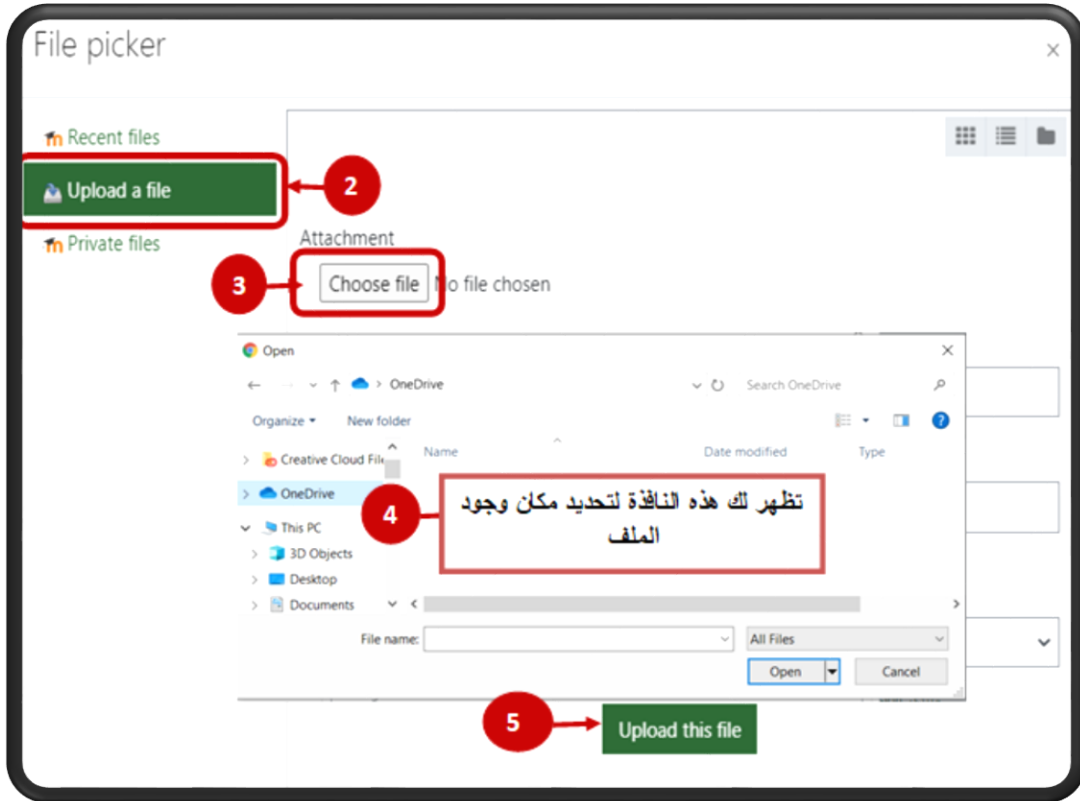 File picker
Recent files
Upload a file
2
Private files
Attachment
3
Choose file
No file chosen
Open
OneDrive
Search OneDrive
Organize
New folder
Name
Date modified
Type
Creative Cloud File
OneDrive
This PC
3D Objects
Desktop
Documents
4
تظهر لك هذه النافذة لتحديد مكان وجود
الملف
File name:
All Files
Open
Cancel
5
Upload this file